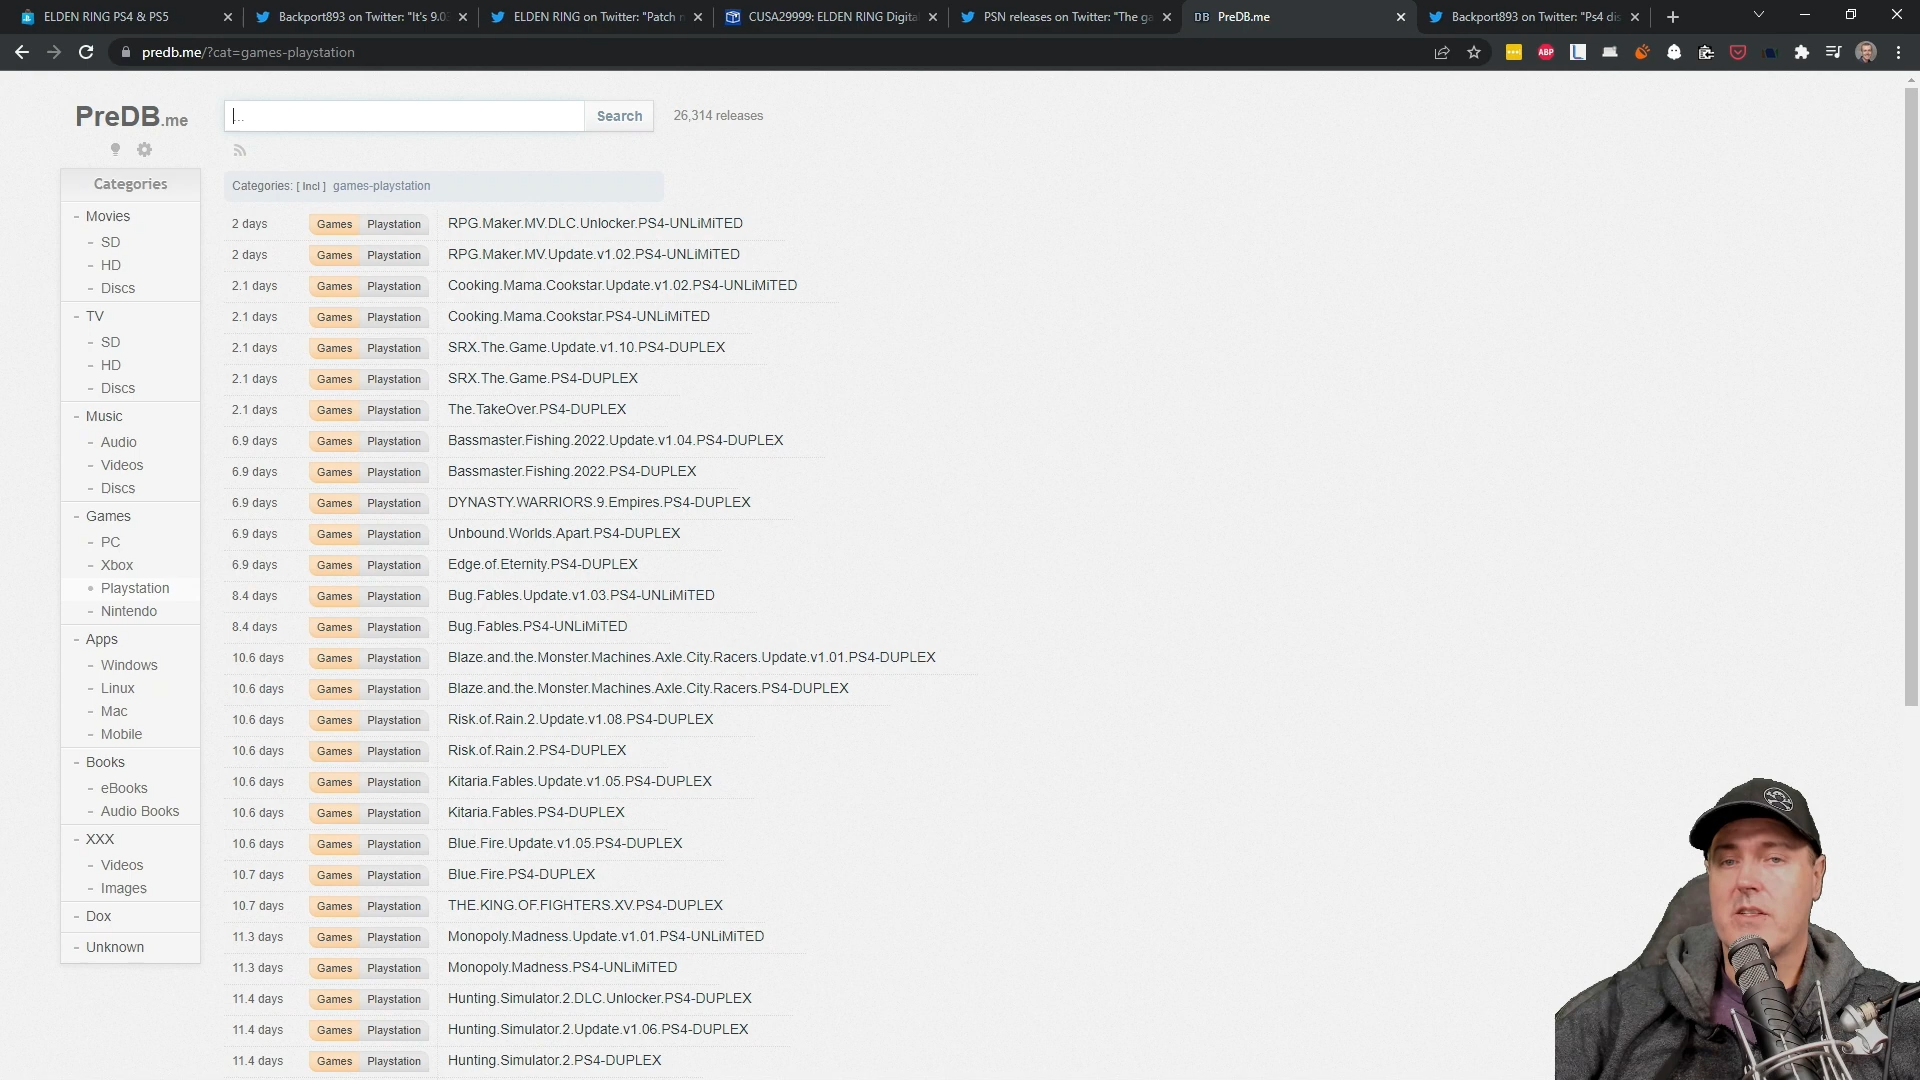 ELDEN RING PS4 & PS5
Backport893 on Twitter: "It's 9.0
ELDEN RING on Twitter: "Patch
CUSA29999: ELDEN RING Digita
PSN releases on Twitter: "The ga
DB PreDB.me
Backport893 on Twitter: "Ps4 dis
predb.me/?cat=games-playstation
ABP
PreDB.me
...
Search
26,314 releases
Categories: [ Incl ] games-playstation
Categories
- Movies
- SD
- HD
- Discs
- TV
- SD
- HD
- Discs
- Music
- Audio
- Videos
- Discs
- Games
- PC
- Xbox
• Playstation
- Nintendo
- Apps
- Windows
- Linux
- Mac
- Mobile
- Books
- eBooks
- Audio Books
- XXX
- Videos
- Images
- Dox
- Unknown
2 days Games Playstation RPG.Maker.MV.DLC.Unlocker.PS4-UNLiMiTED
2 days Games Playstation RPG.Maker.MV.Update.v1.02.PS4-UNLiMiTED
2.1 days Games Playstation Cooking.Mama.Cookstar.Update.v1.02.PS4-UNLiMiTED
2.1 days Games Playstation Cooking.Mama.Cookstar.PS4-UNLiMiTED
2.1 days Games Playstation SRX.The.Game.Update.v1.10.PS4-DUPLEX
2.1 days Games Playstation SRX.The.Game.PS4-DUPLEX
2.1 days Games Playstation The.TakeOver.PS4-DUPLEX
6.9 days Games Playstation Bassmaster.Fishing.2022.Update.v1.04.PS4-DUPLEX
6.9 days Games Playstation Bassmaster.Fishing.2022.PS4-DUPLEX
6.9 days Games Playstation DYNASTY.WARRIORS.9.Empires.PS4-DUPLEX
6.9 days Games Playstation Unbound.Worlds.Apart.PS4-DUPLEX
6.9 days Games Playstation Edge.of.Eternity.PS4-DUPLEX
8.4 days Games Playstation Bug.Fables.Update.v1.03.PS4-UNLiMiTED
8.4 days Games Playstation Bug.Fables.PS4-UNLiMiTED
10.6 days Games Playstation Blaze.and.the.Monster.Machines.Axle.City.Racers.Update.v1.01.PS4-DUPLEX
10.6 days Games Playstation Blaze.and.the.Monster.Machines.Axle.City.Racers.PS4-DUPLEX
10.6 days Games Playstation Risk.of.Rain.2.Update.v1.08.PS4-DUPLEX
10.6 days Games Playstation Risk.of.Rain.2.PS4-DUPLEX
10.6 days Games Playstation Kitaria.Fables.Update.v1.05.PS4-DUPLEX
10.6 days Games Playstation Kitaria.Fables.PS4-DUPLEX
10.6 days Games Playstation Blue.Fire.Update.v1.05.PS4-DUPLEX
10.7 days Games Playstation Blue.Fire.PS4-DUPLEX
10.7 days Games Playstation THE.KING.OF.FIGHTERS.XV.PS4-DUPLEX
11.3 days Games Playstation Monopoly.Madness.Update.v1.01.PS4-UNLiMiTED
11.3 days Games Playstation Monopoly.Madness.PS4-UNLiMiTED
11.4 days Games Playstation Hunting.Simulator.2.DLC.Unlocker.PS4-DUPLEX
11.4 days Games Playstation Hunting.Simulator.2.Update.v1.06.PS4-DUPLEX
11.4 days Games Playstation Hunting.Simulator.2.PS4-DUPLEX